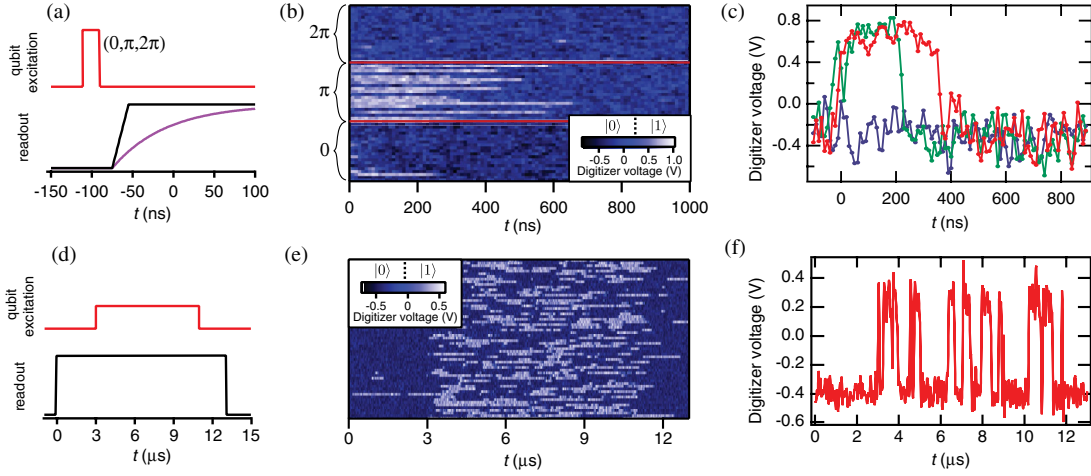 (a)
qubit
excitation
(0,π,2π)
readout
-150 -100 -50 0 50 100
t (ns)
(b)
2π
π
0
|0⟩ |1⟩
-0.5 0 0.5 1.0
Digitizer voltage (V)
0 200 400 600 800 1000
t (ns)
(c)
Digitizer voltage (V)
0.8
0.4
0.0
-0.4
0 200 400 600 800
t (ns)
(d)
qubit
excitation
readout
0 3 6 9 12 15
t (μs)
(e)
|0⟩ |1⟩
-0.5 0 0.5
Digitizer voltage (V)
0 3 6 9 12
t (μs)
(f)
Digitizer voltage (V)
0.4
0.2
0.0
-0.2
-0.4
-0.6
0 2 4 6 8 10 12
t (μs)